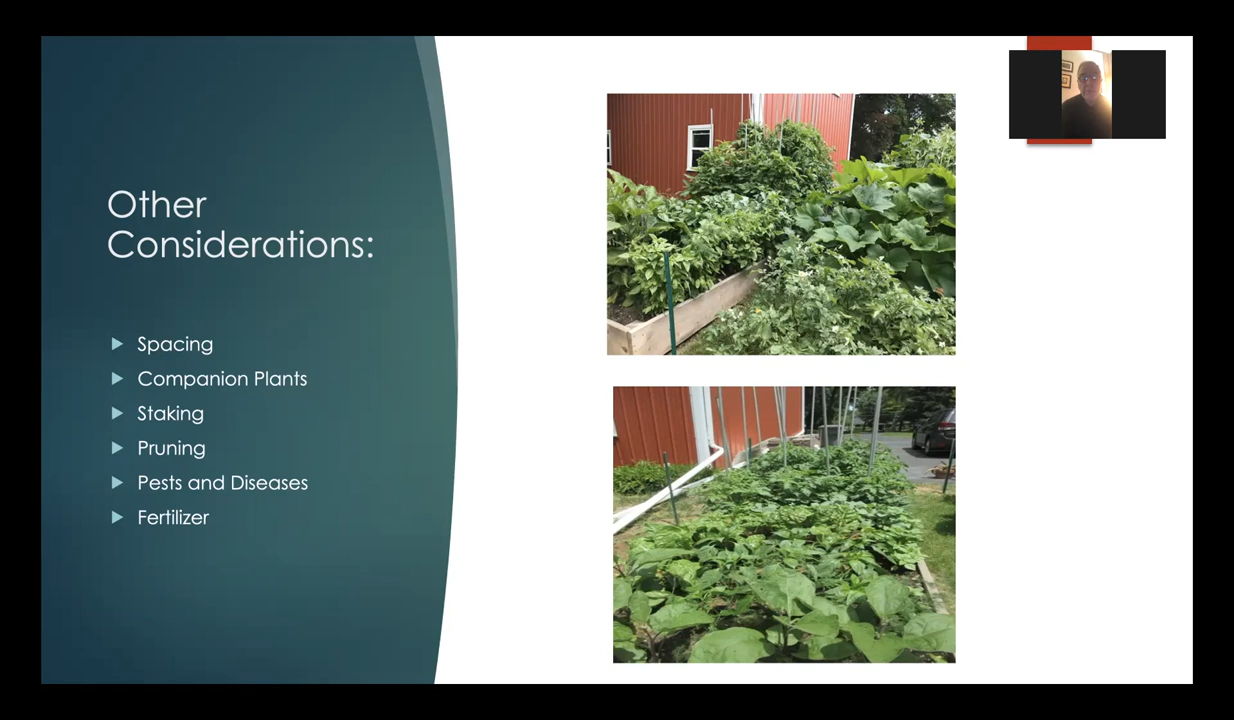 Other
Considerations:
Spacing
Companion Plants
Staking
Pruning
Pests and Diseases
Fertilizer